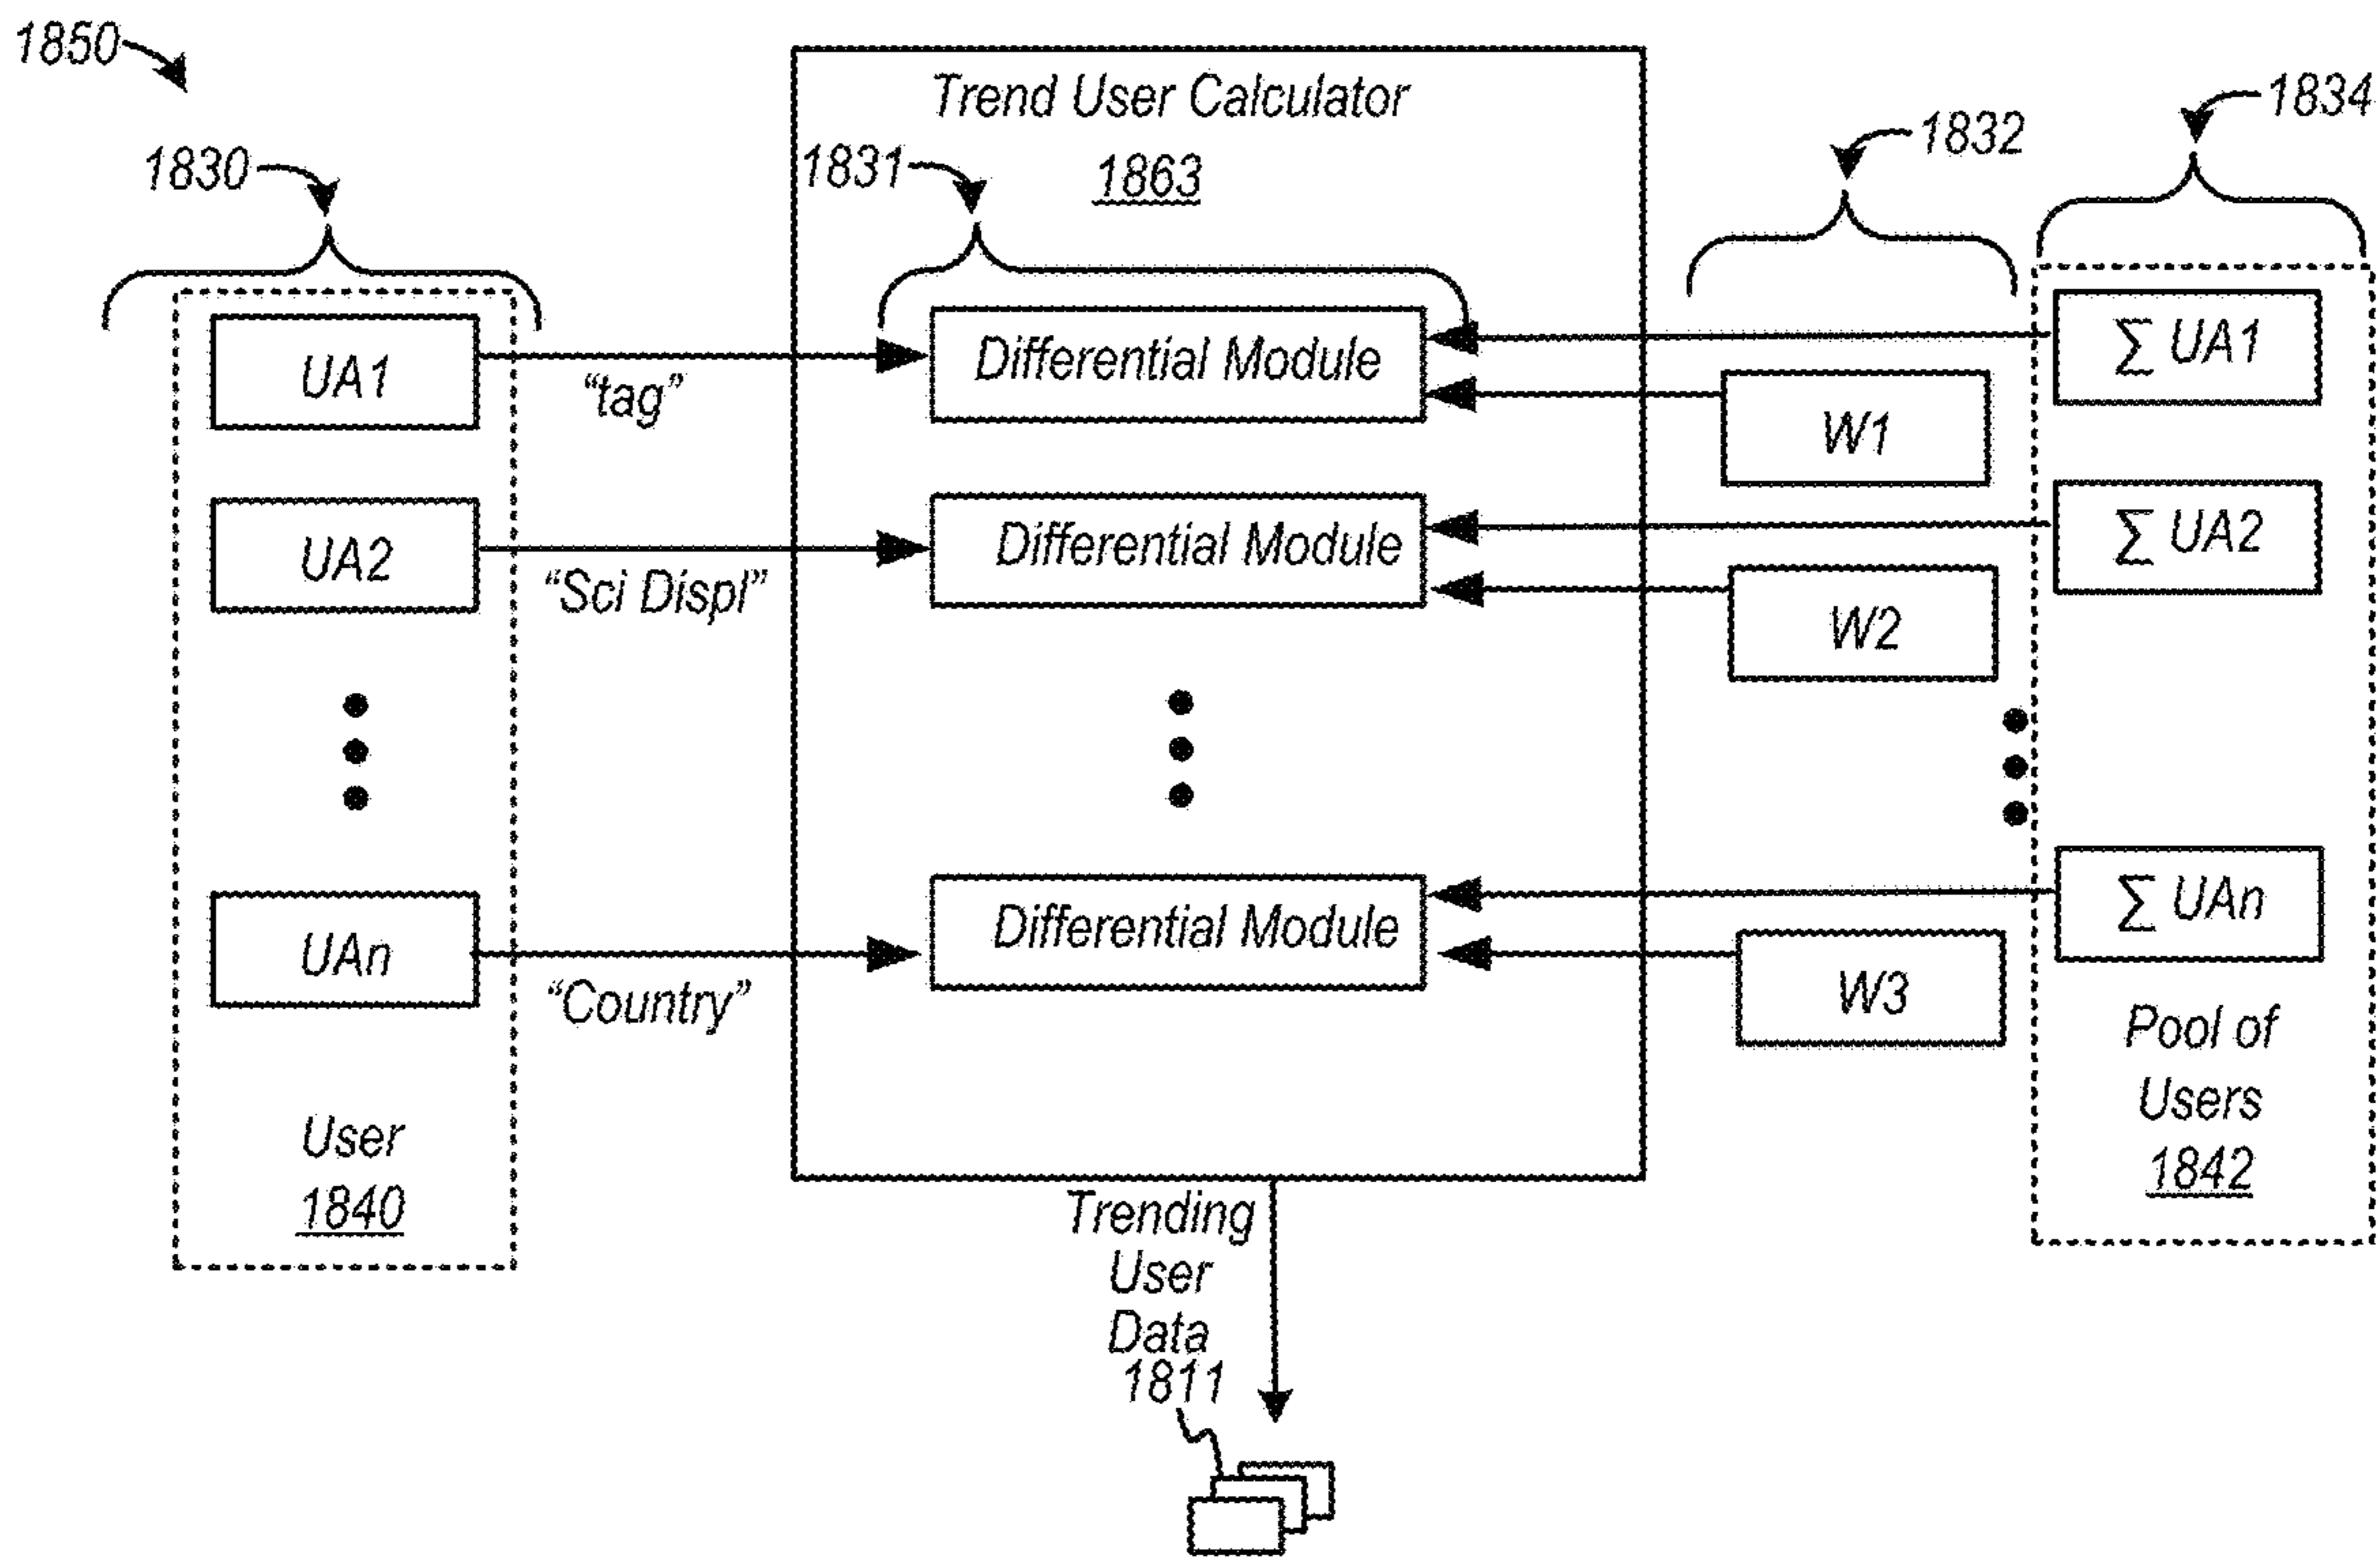 1850
Trend User Calculator
1863
1830
1831
1832
1834
UA1
"tag"
Differential Module
∑ UA1
W1
UA2
"Sci Displ"
Differential Module
∑ UA2
W2
UAn
"Country"
Differential Module
∑ UAn
W3
User
1840
Pool of
Users
1842
Trending
User
Data
1811